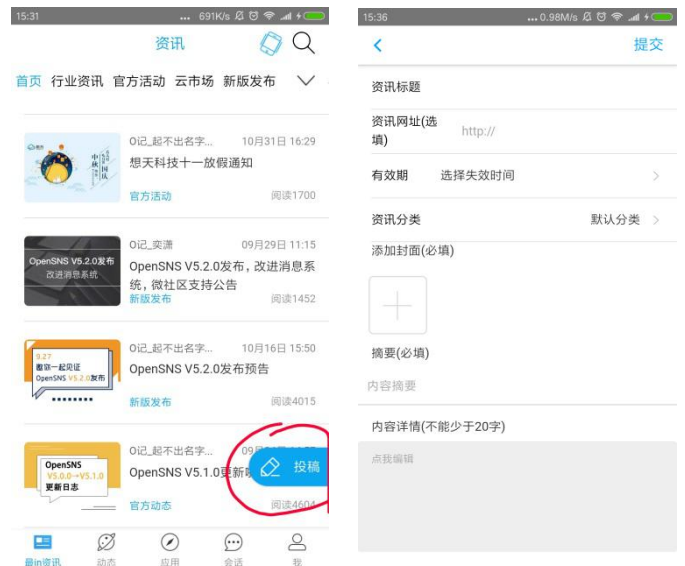 15:31
... 691K/s
资讯
首页 行业资讯 官方活动 云市场 新版发布
O记_起不出名字... 10月31日 16:29
想天科技十一放假通知
官方活动 阅读1700
OpenSNS V5.2.0发布
改进消息系统
O记_奕潇 09月29日 11:15
OpenSNS V5.2.0发布，改进消息系
统，微社区支持公告
新版发布 阅读1452
9.27
邀你一起见证
OpenSNS V5.2.0发布
O记_起不出名字... 10月16日 15:50
OpenSNS V5.2.0发布预告
新版发布 阅读4015
OpenSNS
V5.0.0→V5.1.0
更新日志
O记_起不出名字...
OpenSNS V5.1.0更新
官方动态 阅读4604
投稿
最in资讯 动态 应用 会话 我
15:36
... 0.98M/s
提交
资讯标题
资讯网址(选
填)
http://
有效期 选择失效时间
资讯分类 默认分类
添加封面(必填)
摘要(必填)
内容摘要
内容详情(不能少于20字)
点我编辑